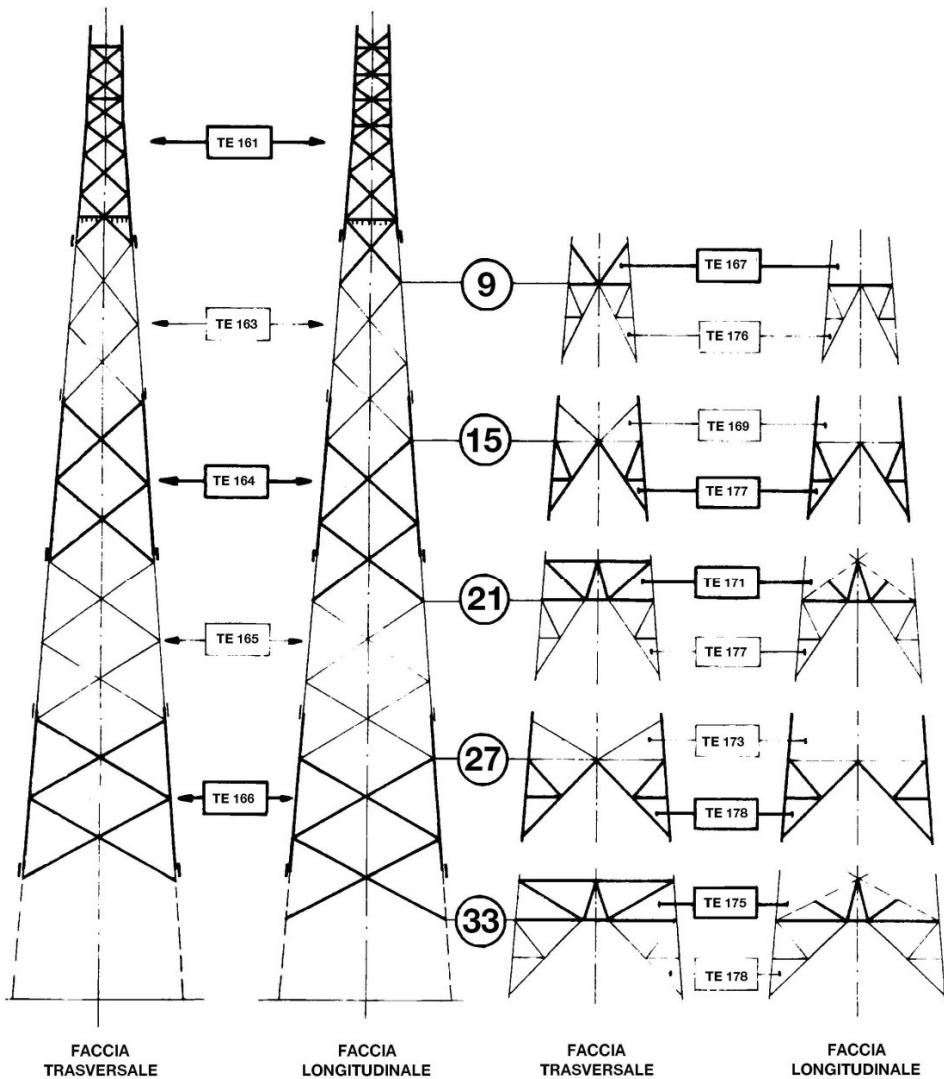 TE 161
TE 167
9
TE 163
TE 176
TE 169
15
TE 164
TE 177
TE 171
21
TE 165
TE 177
TE 173
27
TE 166
TE 178
TE 175
33
TE 178
FACCIA TRASVERSALE
FACCIA LONGITUDINALE
FACCIA TRASVERSALE
FACCIA LONGITUDINALE